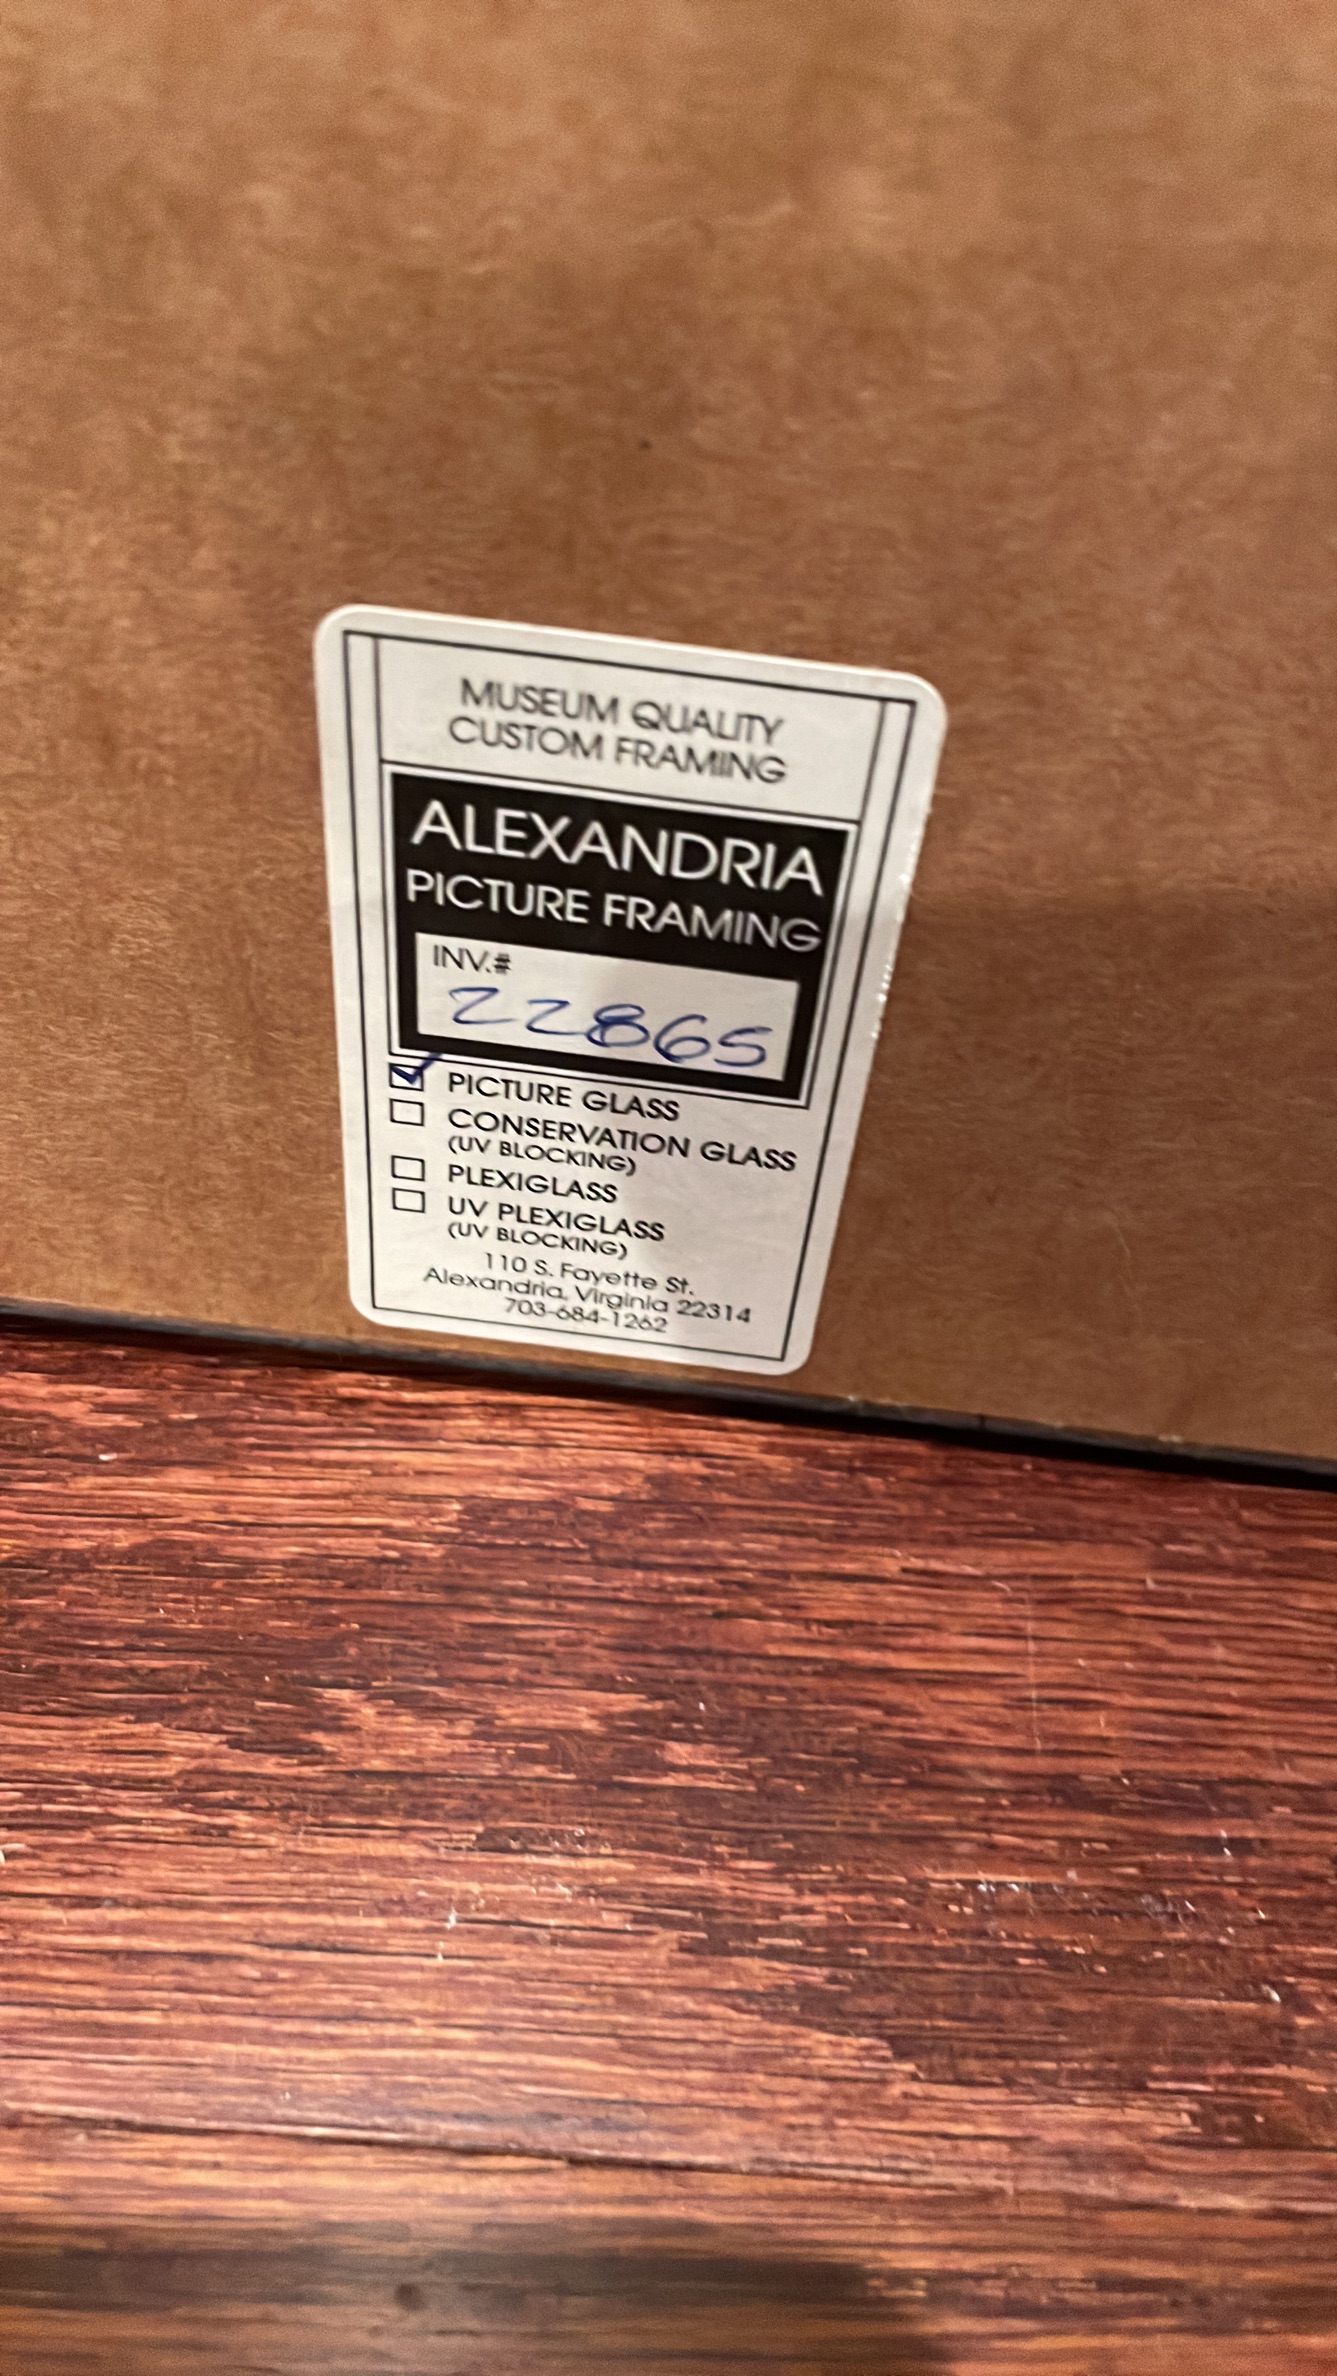 MUSEUM QUALITY
CUSTOM FRAMING
ALEXANDRIA
PICTURE FRAMING
INV.#
22865
PICTURE GLASS
CONSERVATION GLASS
(UV BLOCKING)
PLEXIGLASS
UV PLEXIGLASS
(UV BLOCKING)
110 S. Fayette St.
Alexandria, Virginia 22314
703-684-1262